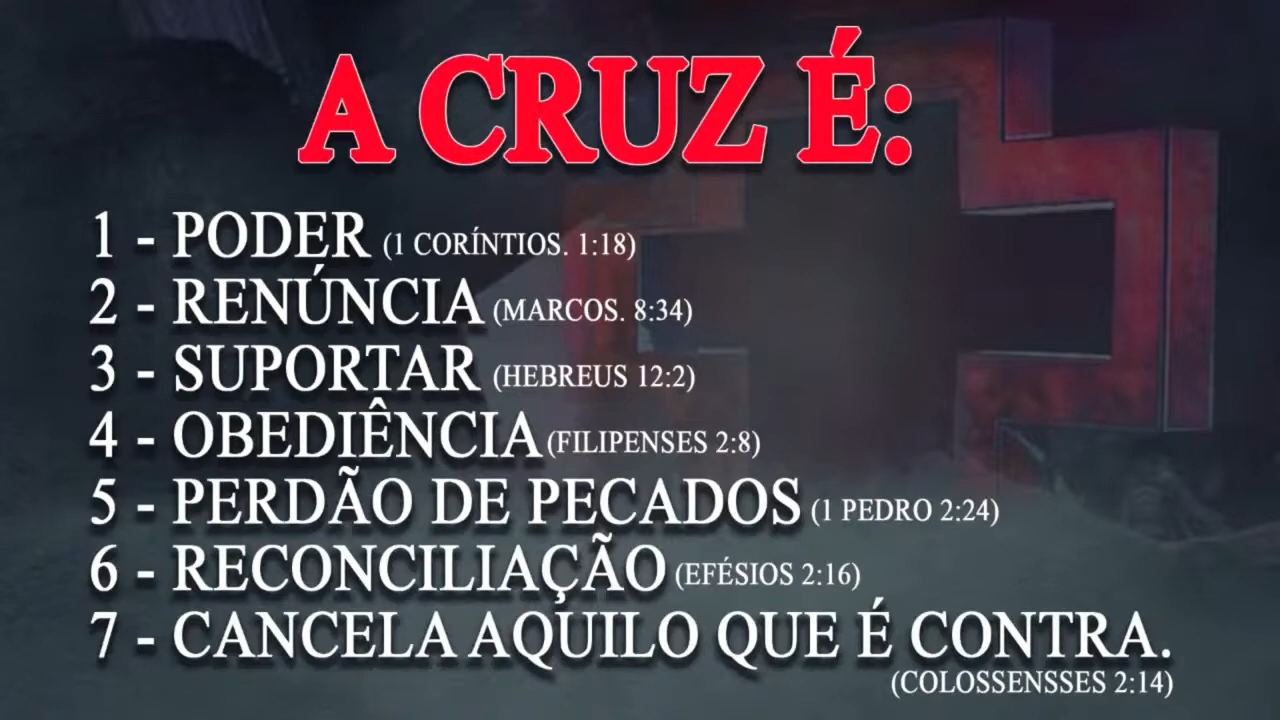 A CRUZ É:
1 - PODER (1 CORÍNTIOS. 1:18)
2 - RENÚNCIA (MARCOS. 8:34)
3 - SUPORTAR (HEBREUS 12:2)
4 - OBEDIÊNCIA (FILIPENSES 2:8)
5 - PERDÃO DE PECADOS (1 PEDRO 2:24)
6 - RECONCILIAÇÃO (EFÉSIOS 2:16)
7 - CANCELA AQUILO QUE É CONTRA.
(COLOSSENSSES 2:14)